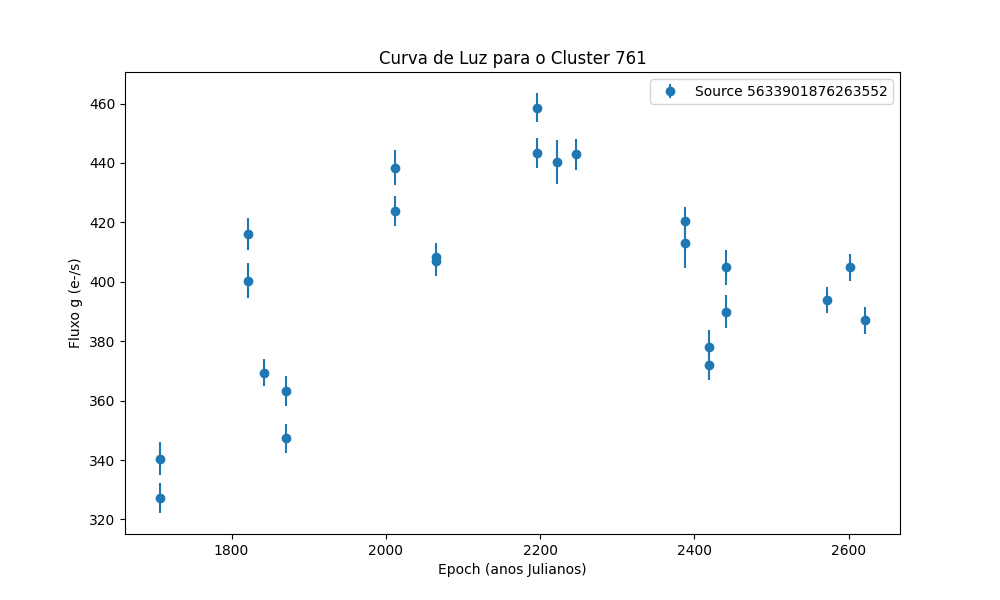 Curva de Luz para o Cluster 761
Source 5633901876263552
460
440
420
400
380
360
340
320
Fluxo g (e-/s)
1800 2000 2200 2400 2600
Epoch (anos Julianos)